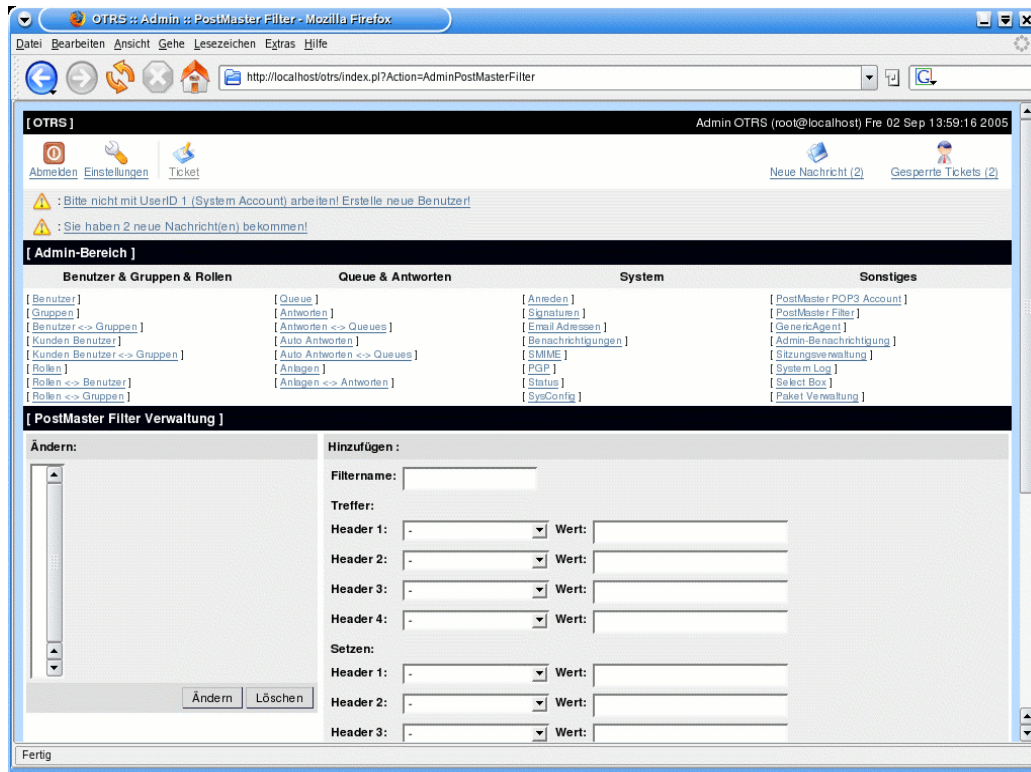 OTRS :: Admin :: PostMaster Filter - Mozilla Firefox
Datei Bearbeiten Ansicht Gehe Lesezeichen Extras Hilfe
http://localhost/otrs/index.pl?Action=AdminPostMasterFilter
G
[ OTRS ] Admin OTRS (root@localhost) Fre 02 Sep 13:59:16 2005
Abmelden Einstellungen Ticket Neue Nachricht (2) Gesperrte Tickets (2)
: Bitte nicht mit UserID 1 (System Account) arbeiten! Erstelle neue Benutzer!
: Sie haben 2 neue Nachricht(en) bekommen!
[ Admin-Bereich ]
Benutzer & Gruppen & Rollen Queue & Antworten System Sonstiges
[ Benutzer ] [ Queue ] [ Anreden ] [ PostMaster POP3 Account ]
[ Gruppen ] [ Antworten ] [ Signaturen ] [ PostMaster Filter ]
[ Benutzer <-> Gruppen ] [ Antworten <-> Queues ] [ Email Adressen ] [ GenericAgent ]
[ Kunden Benutzer ] [ Auto Antworten ] [ Benachrichtigungen ] [ Admin-Benachrichtigung ]
[ Kunden Benutzer <-> Gruppen ] [ Auto Antworten <-> Queues ] [ SMIME ] [ Sitzungsverwaltung ]
[ Rollen ] [ Anlagen ] [ PGP ] [ System Log ]
[ Rollen <-> Benutzer ] [ Anlagen <-> Antworten ] [ Status ] [ Select Box ]
[ Rollen <-> Gruppen ] [ SysConfig ] [ Paket Verwaltung ]
[ PostMaster Filter Verwaltung ]
Ändern: Hinzufügen :
Filtername:
Treffer:
Header 1: - Wert:
Header 2: - Wert:
Header 3: - Wert:
Header 4: - Wert:
Setzen:
Header 1: - Wert:
Ändern Löschen
Header 2: - Wert:
Header 3: - Wert:
Fertig